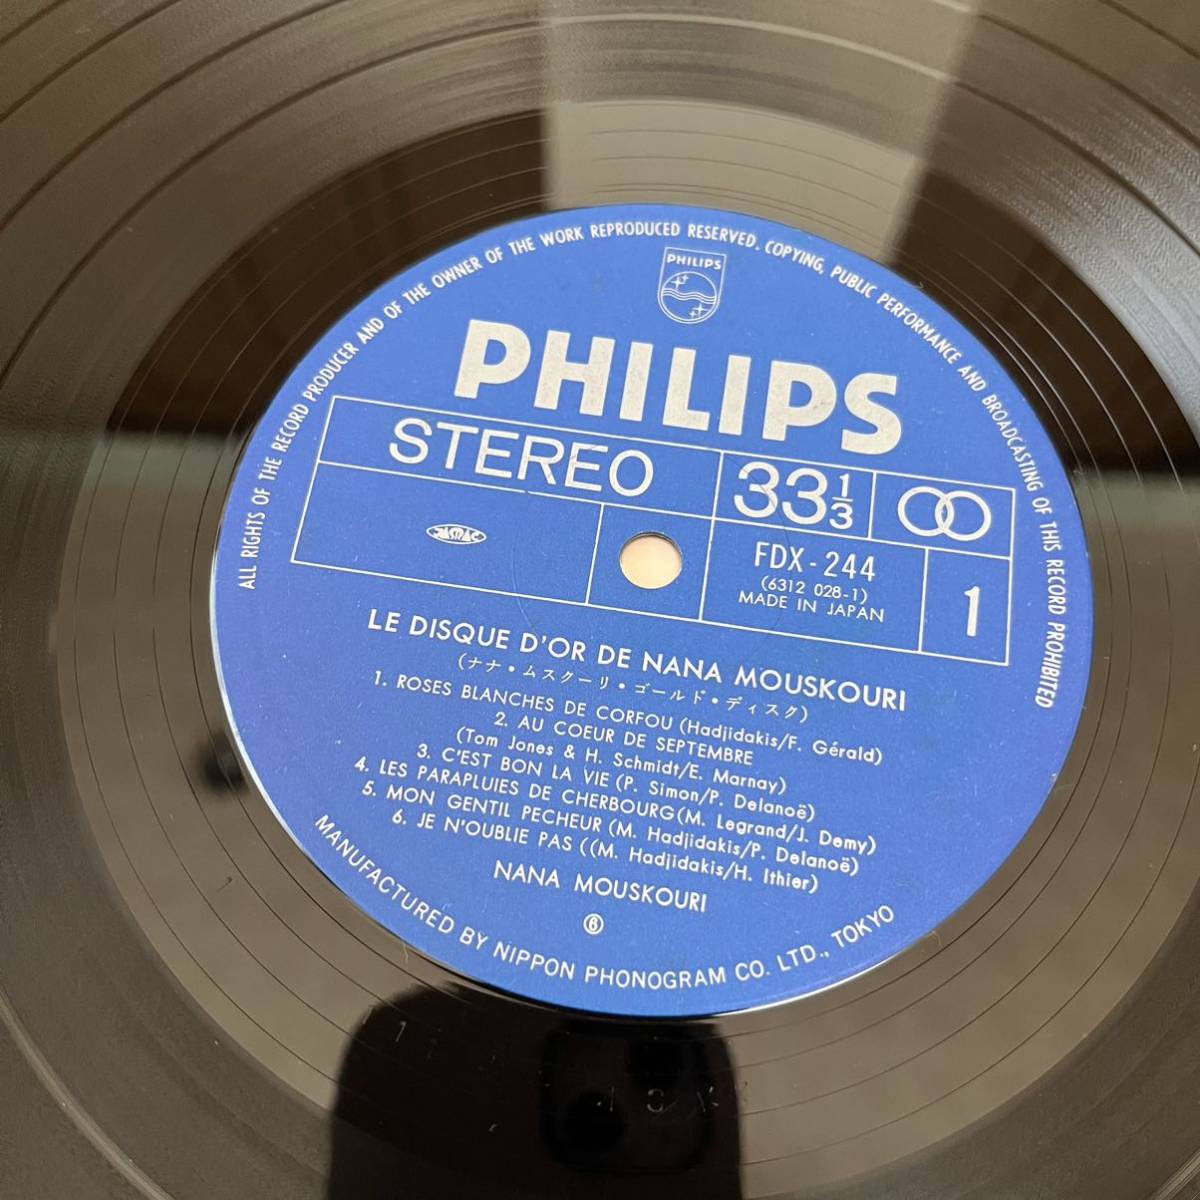 ALL RIGHTS OF THE RECORD PRODUCER AND OF THE OWNER OF THE WORK REPRODUCED RESERVED. COPYING, PUBLIC PERFORMANCE AND BROADCASTING OF THIS RECORD PROHIBITED
PHILIPS
PHILIPS
STEREO
33 1/3
JASRAC
FDX-244
(6312 028-1)
MADE IN JAPAN
1
LE DISQUE D'OR DE NANA MOUSKOURI
(ナナ・ムスクーリ・ゴールド・ディスク)
1. ROSES BLANCHES DE CORFOU (Hadjidakis/F. Gérald)
2. AU COEUR DE SEPTEMBRE
(Tom Jones & H. Schmidt/E. Marnay)
3. C'EST BON LA VIE (P. Simon/P. Delanoë)
4. LES PARAPLUIES DE CHERBOURG (M. Legrand/J. Demy)
5. MON GENTIL PECHEUR (M. Hadjidakis/P. Delanoë)
6. JE N'OUBLIE PAS ((M. Hadjidakis/H. Ithier)
NANA MOUSKOURI
MANUFACTURED BY NIPPON PHONOGRAM CO. LTD., TOKYO